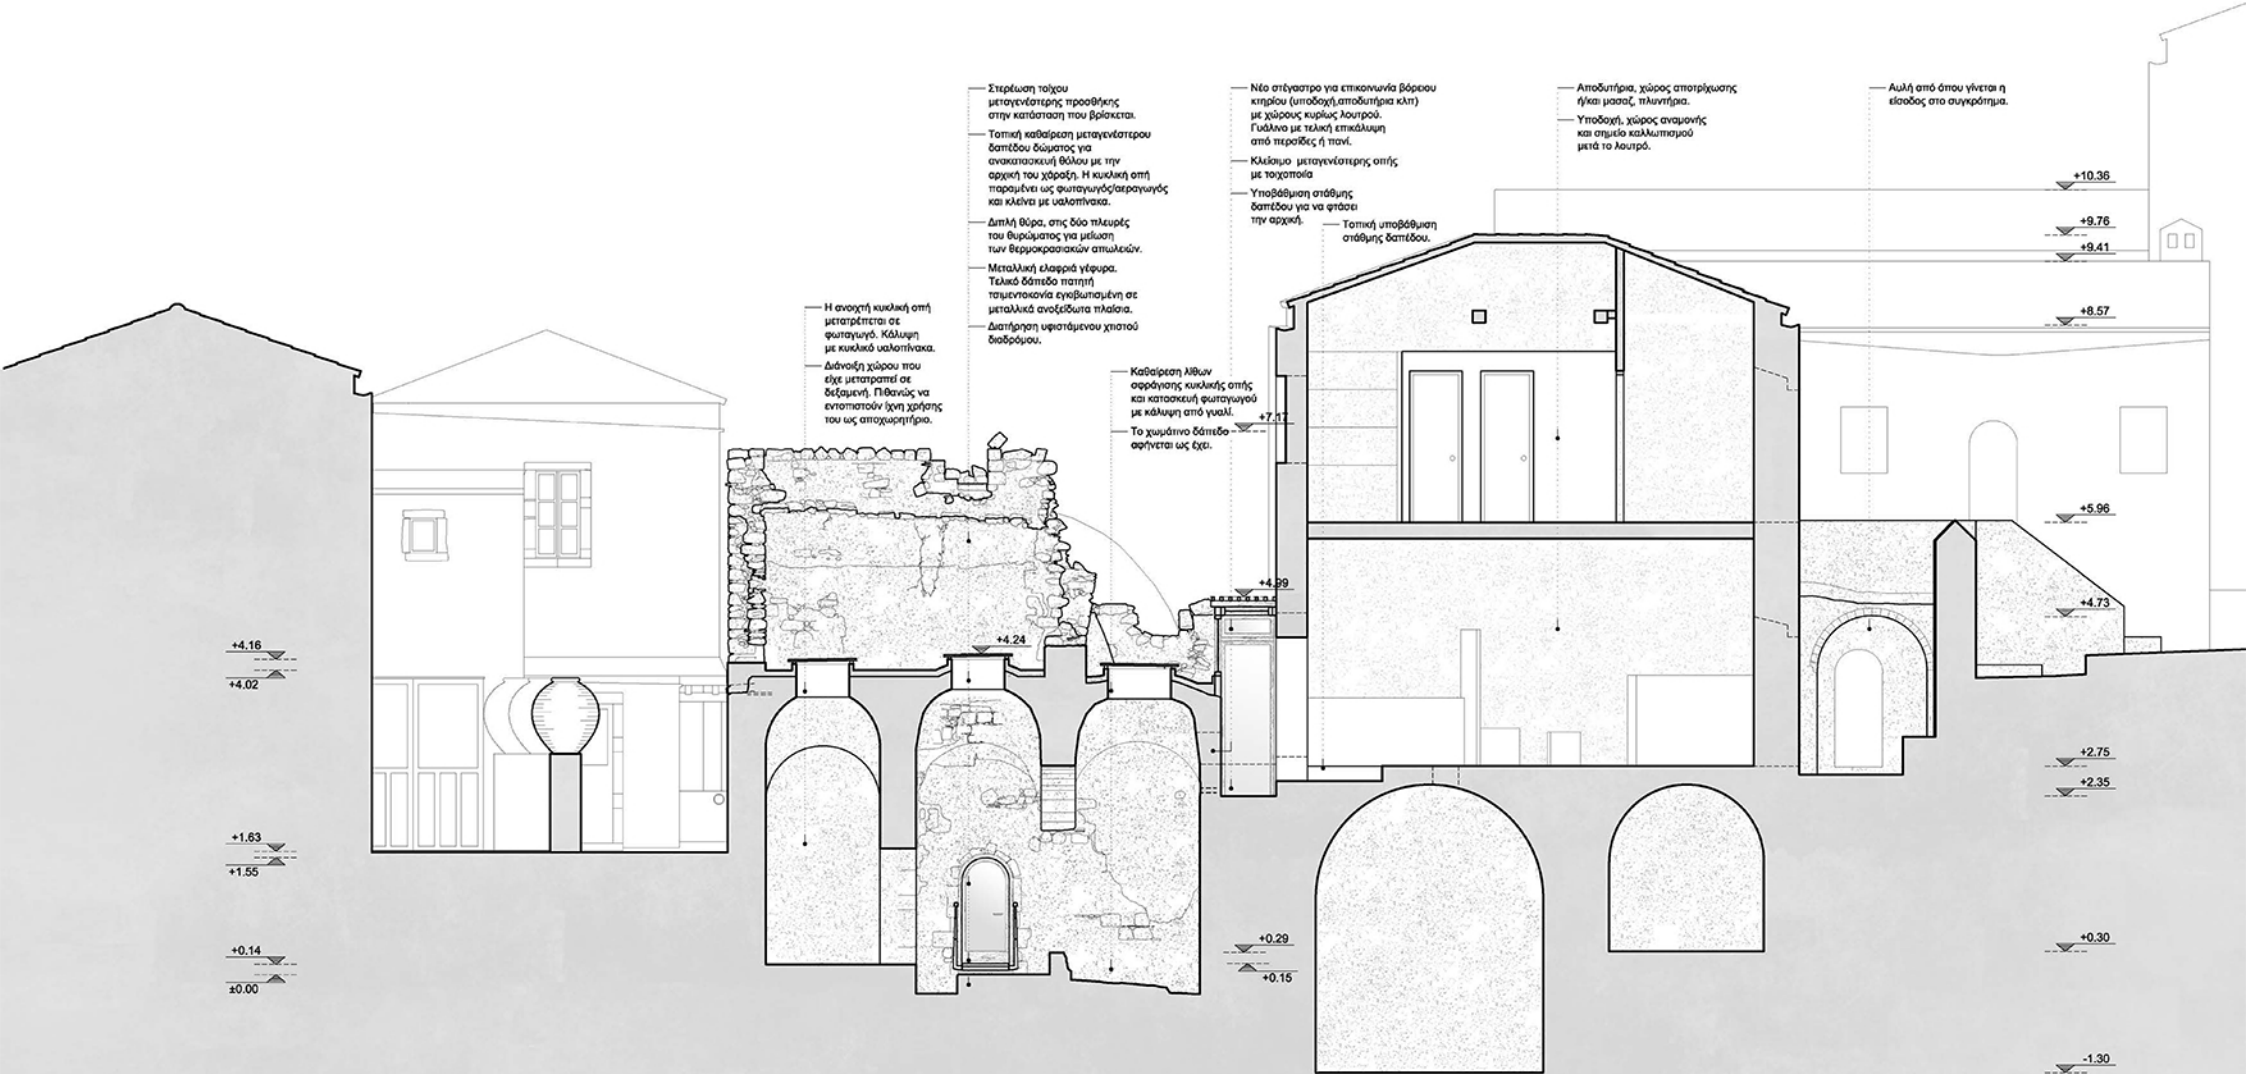 Στερέωση τοίχου
μεταγενέστερης προσθήκης
στην κατάσταση που βρίσκεται.
Τοπική καθαίρεση μεταγενέστερου
δαπέδου δώματος για
ανακατασκευή θόλου με την
αρχική του χάραξη. Η κυκλική οπή
παραμένει ως φωταγωγός/αεραγωγός
και κλείνει με υαλοπίνακα.
Διπλή θύρα, στις δύο πλευρές
του θυρώματος για μείωση
των θερμοκρασιακών απωλειών.
Μεταλλική ελαφριά γέφυρα.
Τελικό δάπεδο πατητή
τσιμεντοκονία εγκιβωτισμένη σε
μεταλλικά ανοξείδωτα πλαίσια.
Διατήρηση υφιστάμενου χτιστού
διαδρόμου.
Νέο στέγαστρο για επικοινωνία βόρειου
κτηρίου (υποδοχή,αποδυτήρια κλπ)
με χώρους κυρίως λουτρού.
Γυάλινο με τελική επικάλυψη
από περσίδες ή πανί.
Κλείσιμο μεταγενέστερης οπής
με τοιχοποιία
Υποβάθμιση στάθμης
δαπέδου για να φτάσει
την αρχική.
Τοπική υποβάθμιση
στάθμης δαπέδου.
Αποδυτήρια, χώρος αποτρίχωσης
ή/και μασαζ, πλυντήρια.
Υποδοχή, χώρος αναμονής
και σημείο καλλωπισμού
μετά το λουτρό.
Αυλή από όπου γίνεται η
είσοδος στο συγκρότημα.
Η ανοιχτή κυκλική οπή
μετατρέπεται σε
φωταγωγό. Κάλυψη
με κυκλικό υαλοπίνακα.
Διάνοιξη χώρου που
είχε μετατραπεί σε
δεξαμενή. Πιθανώς να
εντοπιστούν ίχνη χρήσης
του ως αποχωρητήριο.
Καθαίρεση λίθων
σφράγισης κυκλικής οπής
και κατασκευή φωταγωγού
με κάλυψη από γυαλί.
Το χωμάτινο δάπεδο
αφήνεται ως έχει.
+10.36
+9.76
+9.41
+8.57
+7.17
+5.96
+4.99
+4.73
+4.24
+4.16
+4.02
+2.75
+2.35
+1.63
+1.55
+0.29
+0.15
+0.30
+0.14
±0.00
-1.30